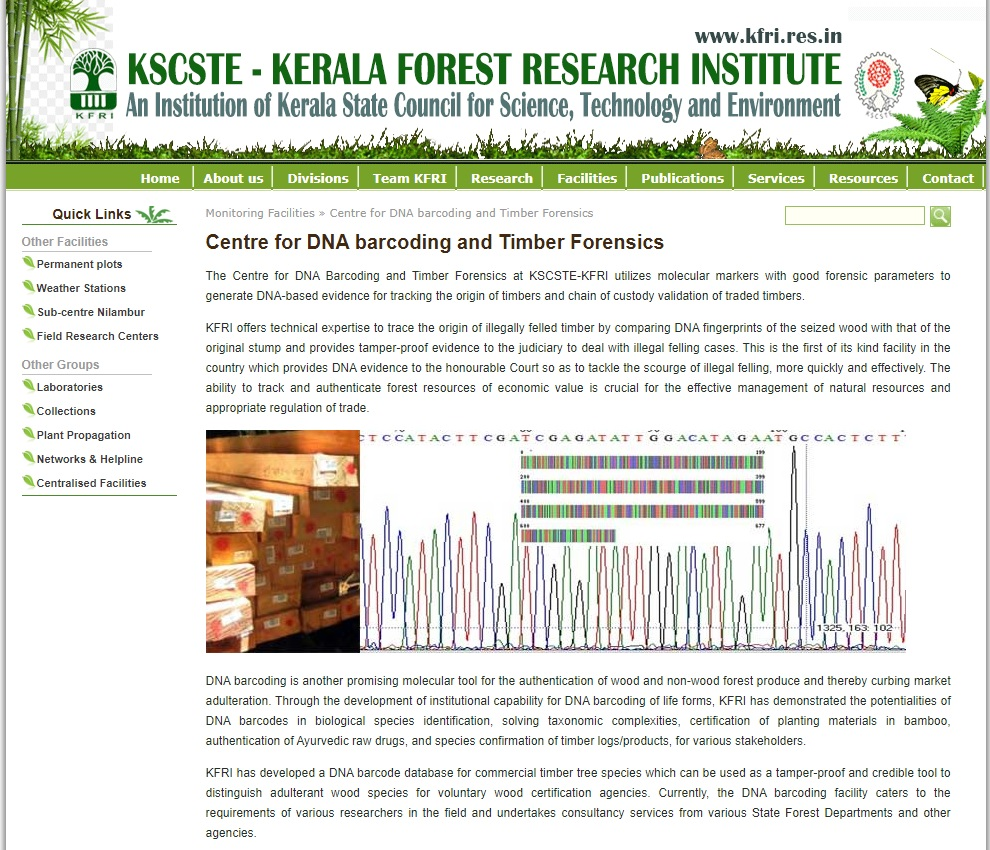 www.kfri.res.in
KSCSTE - KERALA FOREST RESEARCH INSTITUTE
An Institution of Kerala State Council for Science, Technology and Environment
KFRI
KSCSTE
Home About us Divisions Team KFRI Research Facilities Publications Services Resources Contact
Quick Links
Other Facilities
Permanent plots
Weather Stations
Sub-centre Nilambur
Field Research Centers
Other Groups
Laboratories
Collections
Plant Propagation
Networks & Helpline
Centralised Facilities
Monitoring Facilities » Centre for DNA barcoding and Timber Forensics
Centre for DNA barcoding and Timber Forensics
The Centre for DNA Barcoding and Timber Forensics at KSCSTE-KFRI utilizes molecular markers with good forensic parameters to
generate DNA-based evidence for tracking the origin of timbers and chain of custody validation of traded timbers.
KFRI offers technical expertise to trace the origin of illegally felled timber by comparing DNA fingerprints of the seized wood with that of the
original stump and provides tamper-proof evidence to the judiciary to deal with illegal felling cases. This is the first of its kind facility in the
country which provides DNA evidence to the honourable Court so as to tackle the scourge of illegal felling, more quickly and effectively. The
ability to track and authenticate forest resources of economic value is crucial for the effective management of natural resources and
appropriate regulation of trade.
C T C C A T A C T T C G A T C G A G A T A T T G G A C A T A G A A T G C C A C T C T T
199
200 399
400 599
600 677
1325, 163: 102
DNA barcoding is another promising molecular tool for the authentication of wood and non-wood forest produce and thereby curbing market
adulteration. Through the development of institutional capability for DNA barcoding of life forms, KFRI has demonstrated the potentialities of
DNA barcodes in biological species identification, solving taxonomic complexities, certification of planting materials in bamboo,
authentication of Ayurvedic raw drugs, and species confirmation of timber logs/products, for various stakeholders.
KFRI has developed a DNA barcode database for commercial timber tree species which can be used as a tamper-proof and credible tool to
distinguish adulterant wood species for voluntary wood certification agencies. Currently, the DNA barcoding facility caters to the
requirements of various researchers in the field and undertakes consultancy services from various State Forest Departments and other
agencies.